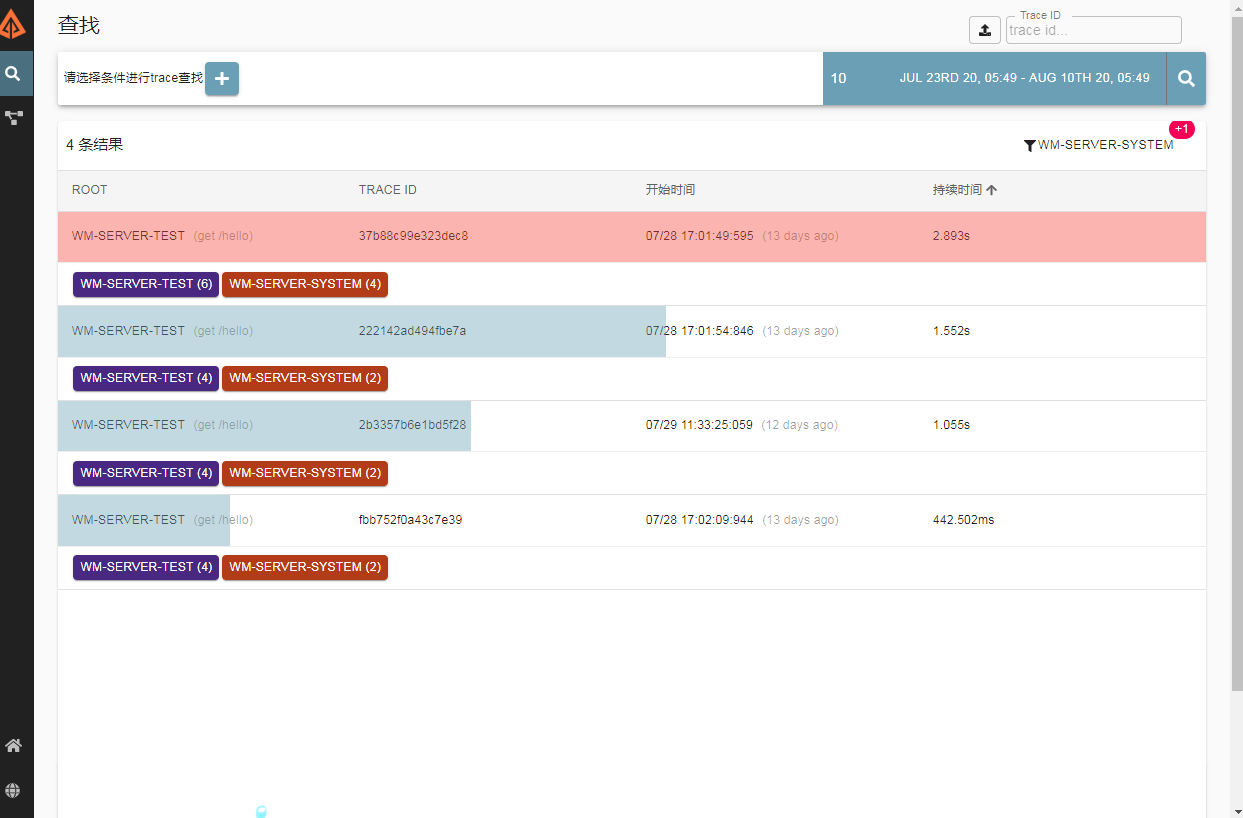 查找
Trace ID
trace id...
请选择条件进行trace查找
10
JUL 23RD 20, 05:49 - AUG 10TH 20, 05:49
4 条结果
WM-SERVER-SYSTEM
+1
ROOT TRACE ID 开始时间 持续时间
WM-SERVER-TEST (get /hello) 37b88c99e323dec8 07/28 17:01:49:595 (13 days ago) 2.893s
WM-SERVER-TEST (6) WM-SERVER-SYSTEM (4)
WM-SERVER-TEST (get /hello) 222142ad494fbe7a 07/28 17:01:54:846 (13 days ago) 1.552s
WM-SERVER-TEST (4) WM-SERVER-SYSTEM (2)
WM-SERVER-TEST (get /hello) 2b3357b6e1bd5f28 07/29 11:33:25:059 (12 days ago) 1.055s
WM-SERVER-TEST (4) WM-SERVER-SYSTEM (2)
WM-SERVER-TEST (get /hello) fbb752f0a43c7e39 07/28 17:02:09:944 (13 days ago) 442.502ms
WM-SERVER-TEST (4) WM-SERVER-SYSTEM (2)